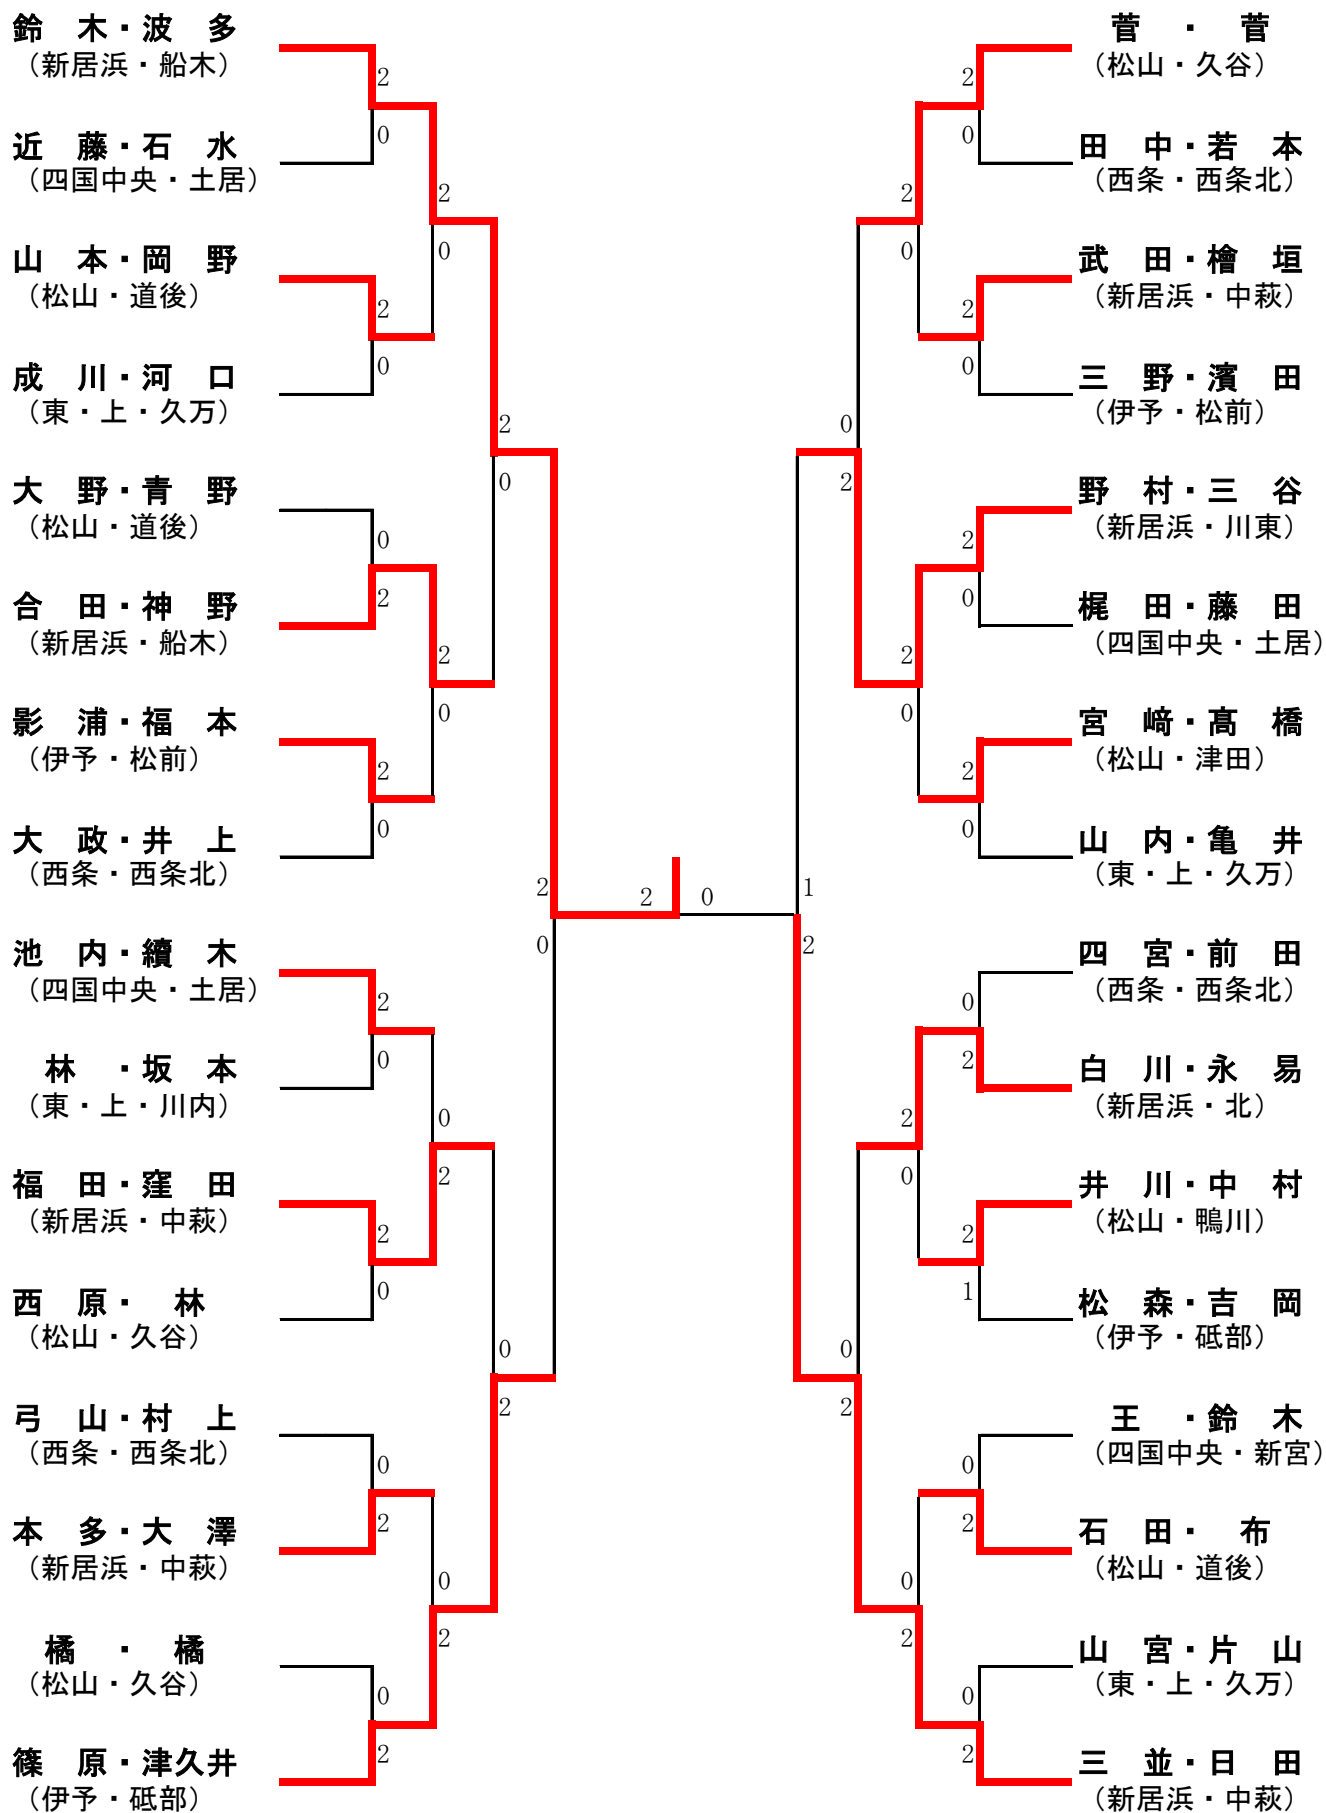 鈴　木・波　多
（新居浜・船木）
2
0
近　藤・石　水
（四国中央・土居）
2
0
山　本・岡　野
（松山・道後）
2
0
成　川・河　口
（東・上・久万）
2
0
大　野・青　野
（松山・道後）
0
2
合　田・神　野
（新居浜・船木）
2
0
影　浦・福　本
（伊予・松前）
2
0
大　政・井　上
（西条・西条北）
2
0
池　内・續　木
（四国中央・土居）
2
0
林　・坂　本
（東・上・川内）
0
2
福　田・窪　田
（新居浜・中萩）
2
0
西　原・　林
（松山・久谷）
0
2
弓　山・村　上
（西条・西条北）
0
2
本　多・大　澤
（新居浜・中萩）
0
2
橘　・　橘
（松山・久谷）
0
2
篠　原・津久井
（伊予・砥部）
2
0
菅　・　菅
（松山・久谷）
2
0
田　中・若　本
（西条・西条北）
2
0
武　田・檜　垣
（新居浜・中萩）
2
0
三　野・濱　田
（伊予・松前）
0
2
野　村・三　谷
（新居浜・川東）
2
0
梶　田・藤　田
（四国中央・土居）
2
0
宮　﨑・髙　橋
（松山・津田）
2
0
山　内・亀　井
（東・上・久万）
1
2
四　宮・前　田
（西条・西条北）
0
2
白　川・永　易
（新居浜・北）
2
0
井　川・中　村
（松山・鴨川）
2
1
松　森・吉　岡
（伊予・砥部）
0
2
王　・鈴　木
（四国中央・新宮）
0
2
石　田・　布
（松山・道後）
0
2
山　宮・片　山
（東・上・久万）
0
2
三　並・日　田
（新居浜・中萩）